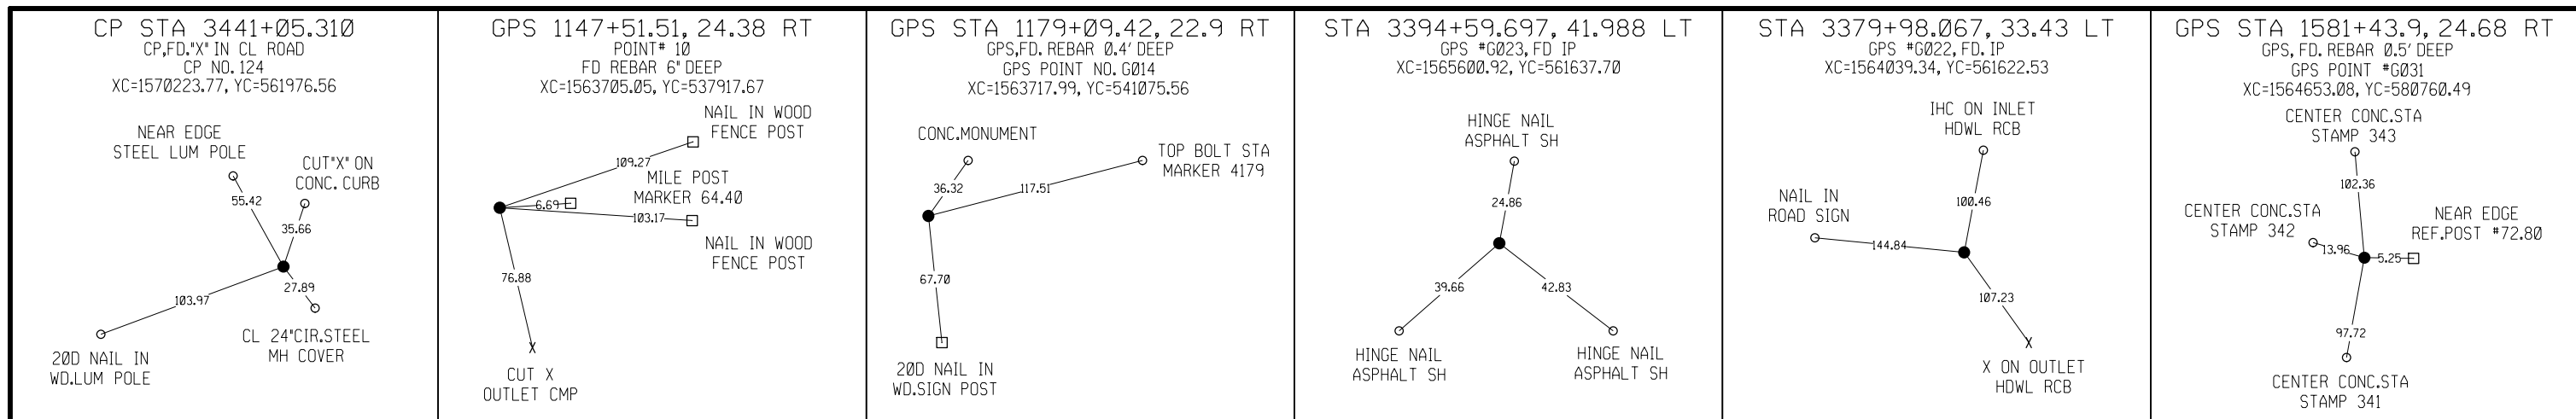 CP STA 3441+05.310
CP,FD."X" IN CL ROAD
CP NO. 124
XC=1570223.77, YC=561976.56
NEAR EDGE
STEEL LUM POLE
CUT"X" ON
CONC. CURB
55.42
35.66
27.89
103.97
CL 24"CIR.STEEL
MH COVER
20D NAIL IN
WD.LUM POLE
GPS 1147+51.51, 24.38 RT
POINT# 10
FD REBAR 6" DEEP
XC=1563705.05, YC=537917.67
NAIL IN WOOD
FENCE POST
109.27
MILE POST
MARKER 64.40
6.69
103.17
NAIL IN WOOD
FENCE POST
76.88
CUT X
OUTLET CMP
GPS STA 1179+09.42, 22.9 RT
GPS,FD. REBAR 0.4' DEEP
GPS POINT NO. G014
XC=1563717.99, YC=541075.56
CONC.MONUMENT
TOP BOLT STA
MARKER 4179
36.32
117.51
67.70
20D NAIL IN
WD.SIGN POST
STA 3394+59.697, 41.988 LT
GPS #G023, FD IP
XC=1565600.92, YC=561637.70
HINGE NAIL
ASPHALT SH
24.86
39.66
42.83
HINGE NAIL
ASPHALT SH
HINGE NAIL
ASPHALT SH
STA 3379+98.067, 33.43 LT
GPS #G022, FD. IP
XC=1564039.34, YC=561622.53
IHC ON INLET
HDWL RCB
NAIL IN
ROAD SIGN
100.46
144.84
107.23
X ON OUTLET
HDWL RCB
GPS STA 1581+43.9, 24.68 RT
GPS, FD. REBAR 0.5' DEEP
GPS POINT #G031
XC=1564653.08, YC=580760.49
CENTER CONC.STA
STAMP 343
102.36
CENTER CONC.STA
STAMP 342
NEAR EDGE
REF.POST #72.80
13.96
5.25
97.72
CENTER CONC.STA
STAMP 341